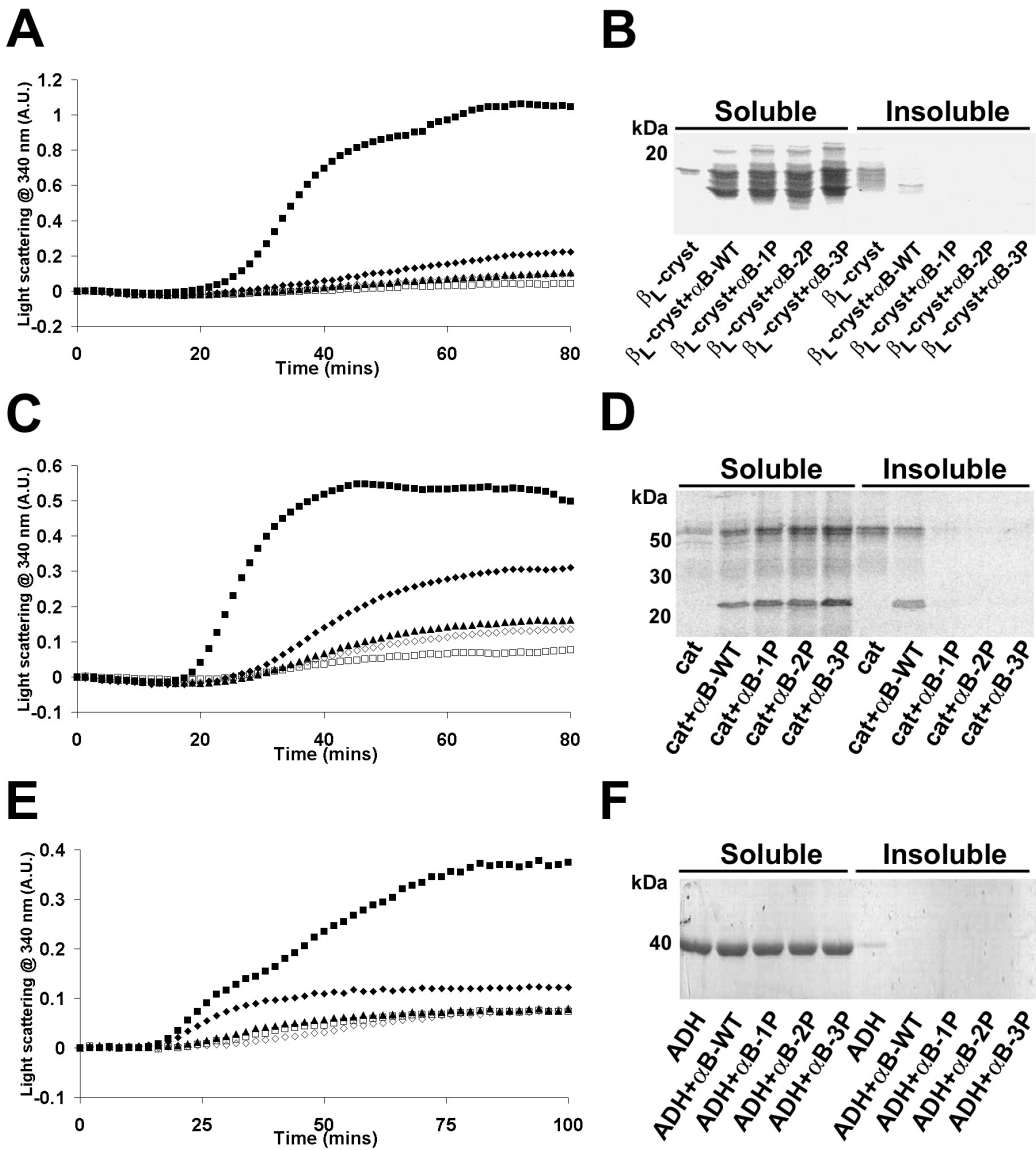 A
Light scattering @ 340 nm (A.U.)
1.2
1
0.8
0.6
0.4
0.2
0
-0.2
0
20
40
60
80
Time (mins)
B
Soluble
Insoluble
kDa
20
βL-cryst
βL-cryst+αB-WT
βL-cryst+αB-1P
βL-cryst+αB-2P
βL-cryst+αB-3P
βL-cryst
βL-cryst+αB-WT
βL-cryst+αB-1P
βL-cryst+αB-2P
βL-cryst+αB-3P
C
Light scattering @ 340 nm (A.U.)
0.6
0.5
0.4
0.3
0.2
0.1
0
-0.1
0
20
40
60
80
Time (mins)
D
Soluble
Insoluble
kDa
50
30
20
cat
cat+αB-WT
cat+αB-1P
cat+αB-2P
cat+αB-3P
cat
cat+αB-WT
cat+αB-1P
cat+αB-2P
cat+αB-3P
E
Light scattering @ 340 nm (A.U.)
0.4
0.3
0.2
0.1
0
-0.1
0
25
50
75
100
Time (mins)
F
Soluble
Insoluble
kDa
40
ADH
ADH+αB-WT
ADH+αB-1P
ADH+αB-2P
ADH+αB-3P
ADH
ADH+αB-WT
ADH+αB-1P
ADH+αB-2P
ADH+αB-3P